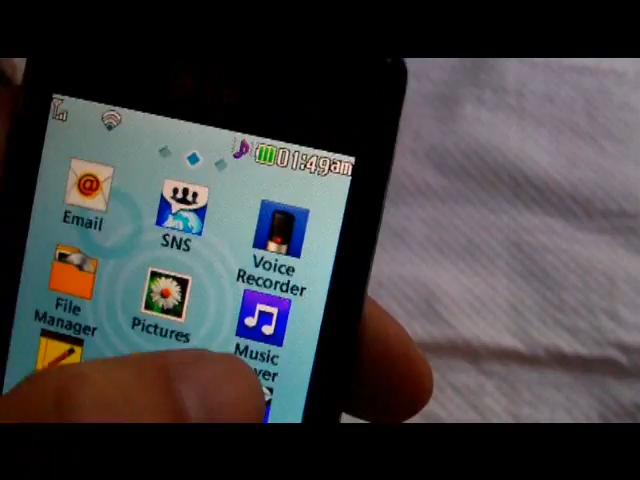 01:49am
Email
SNS
Voice
Recorder
File
Manager
Pictures
Music